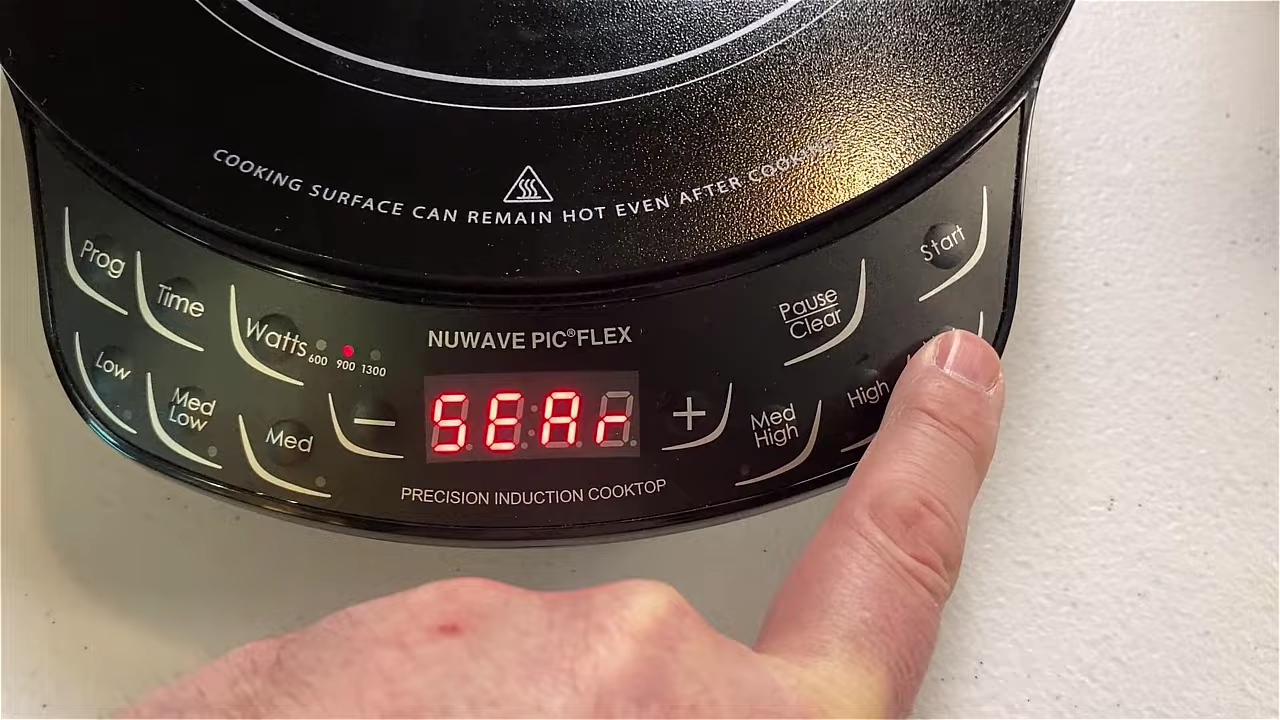 COOKING SURFACE CAN REMAIN HOT EVEN AFTER COOKING
Prog
Time
Watts
600 900 1300
NUWAVE PIC®FLEX
Pause
Clear
Start
Low
Med
Low
Med
−
SEAr
+
Med
High
High
PRECISION INDUCTION COOKTOP